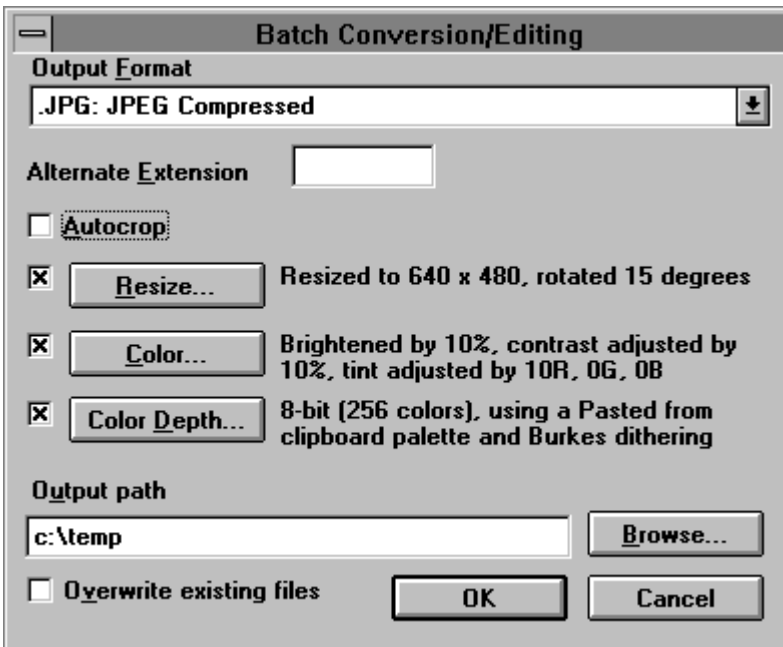 Batch Conversion/Editing
Output Format
.JPG: JPEG Compressed
Alternate Extension
Autocrop
Resize... Resized to 640 x 480, rotated 15 degrees
Color... Brightened by 10%, contrast adjusted by
10%, tint adjusted by 10R, 0G, 0B
Color Depth... 8-bit (256 colors), using a Pasted from
clipboard palette and Burkes dithering
Output path
c:\temp
Browse...
Overwrite existing files
OK
Cancel